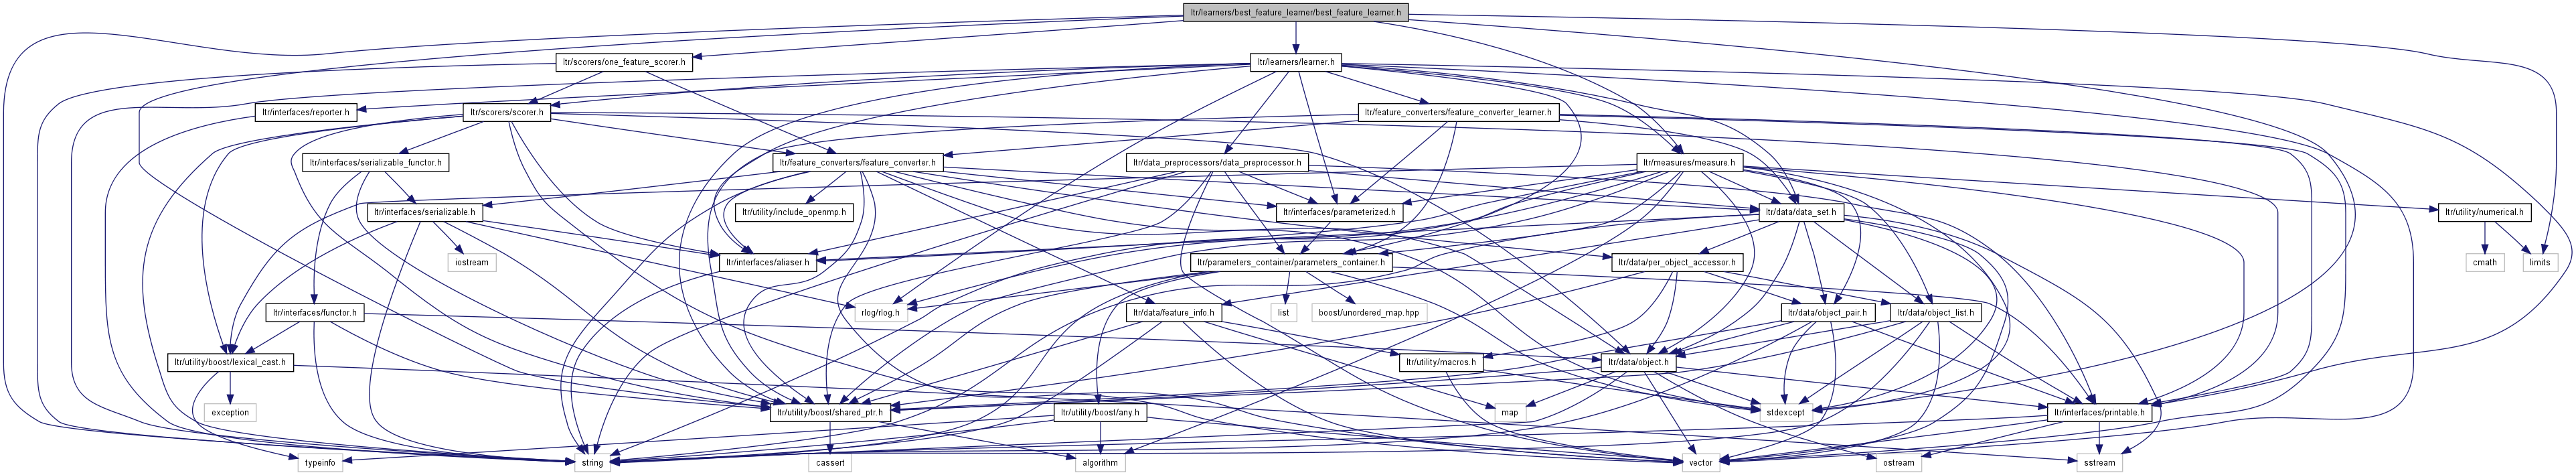 ltr/learners/best_feature_learner/best_feature_learner.h
ltr/scorers/one_feature_scorer.h
ltr/learners/learner.h
ltr/interfaces/reporter.h
ltr/scorers/scorer.h
ltr/feature_converters/feature_converter_learner.h
ltr/interfaces/serializable_functor.h
ltr/feature_converters/feature_converter.h
ltr/data_preprocessors/data_preprocessor.h
ltr/measures/measure.h
ltr/interfaces/serializable.h
ltr/utility/include_openmp.h
ltr/interfaces/parameterized.h
ltr/data/data_set.h
ltr/utility/numerical.h
iostream
ltr/interfaces/aliaser.h
ltr/parameters_container/parameters_container.h
ltr/data/per_object_accessor.h
cmath
limits
ltr/interfaces/functor.h
rlog/rlog.h
ltr/data/feature_info.h
list
boost/unordered_map.hpp
ltr/data/object_pair.h
ltr/data/object_list.h
ltr/utility/boost/lexical_cast.h
ltr/utility/macros.h
ltr/data/object.h
exception
ltr/utility/boost/shared_ptr.h
ltr/utility/boost/any.h
map
stdexcept
ltr/interfaces/printable.h
typeinfo
string
cassert
algorithm
vector
ostream
sstream